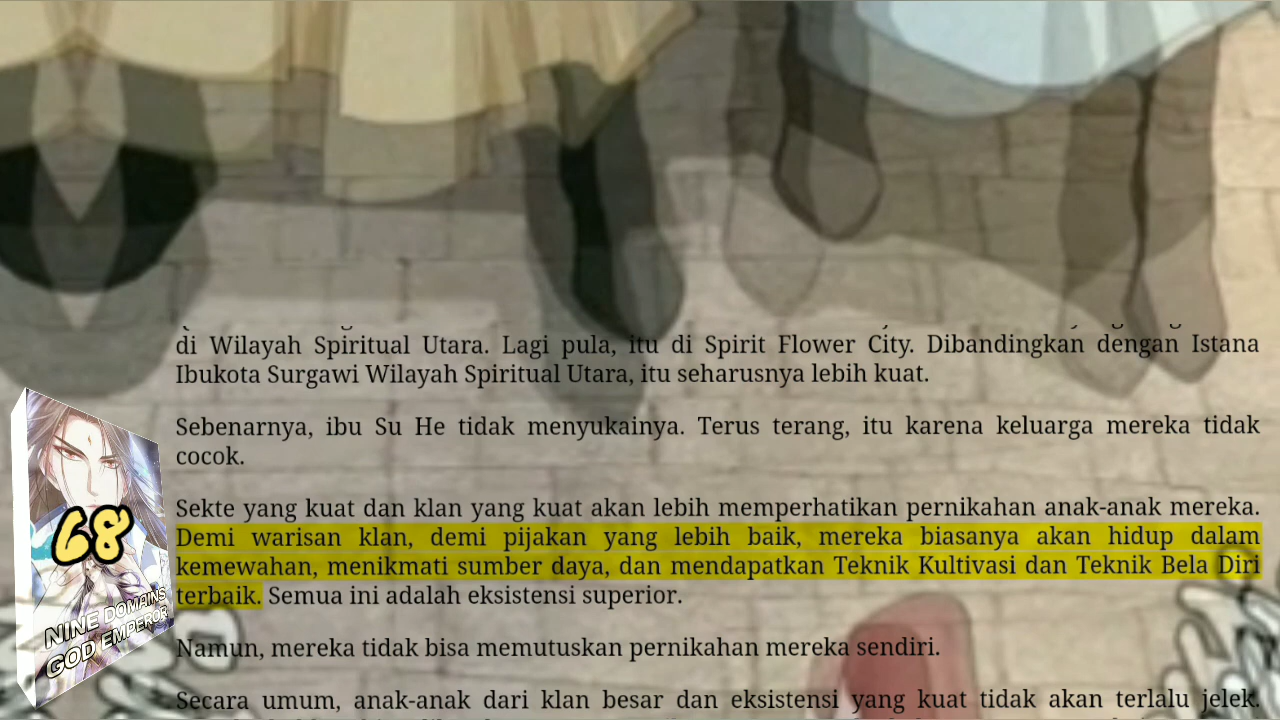 di Wilayah Spiritual Utara. Lagi pula, itu di Spirit Flower City. Dibandingkan dengan Istana
Ibukota Surgawi Wilayah Spiritual Utara, itu seharusnya lebih kuat.
Sebenarnya, ibu Su He tidak menyukainya. Terus terang, itu karena keluarga mereka tidak
cocok.
Sekte yang kuat dan klan yang kuat akan lebih memperhatikan pernikahan anak-anak mereka.
Demi warisan klan, demi pijakan yang lebih baik, mereka biasanya akan hidup dalam
kemewahan, menikmati sumber daya, dan mendapatkan Teknik Kultivasi dan Teknik Bela Diri
terbaik. Semua ini adalah eksistensi superior.
Namun, mereka tidak bisa memutuskan pernikahan mereka sendiri.
Secara umum, anak-anak dari klan besar dan eksistensi yang kuat tidak akan terlalu jelek.
68
NINE DOMAINS
GOD EMPEROR